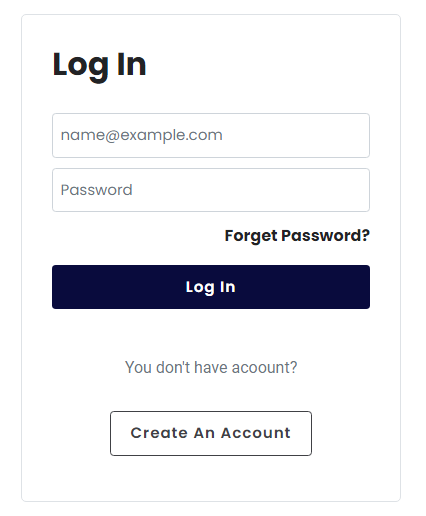 Log In
name@example.com
Password
Forget Password?
Log In
You don't have acoount?
Create An Account